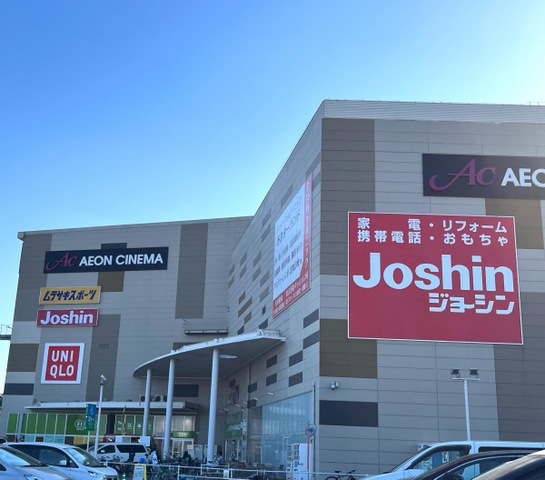 AC AEON CINEMA
ムラサキスポーツ
Joshin
UNI
QLO
AC AEO
家電・リフォーム
携帯電話・おもちゃ
Joshin
ジョーシン